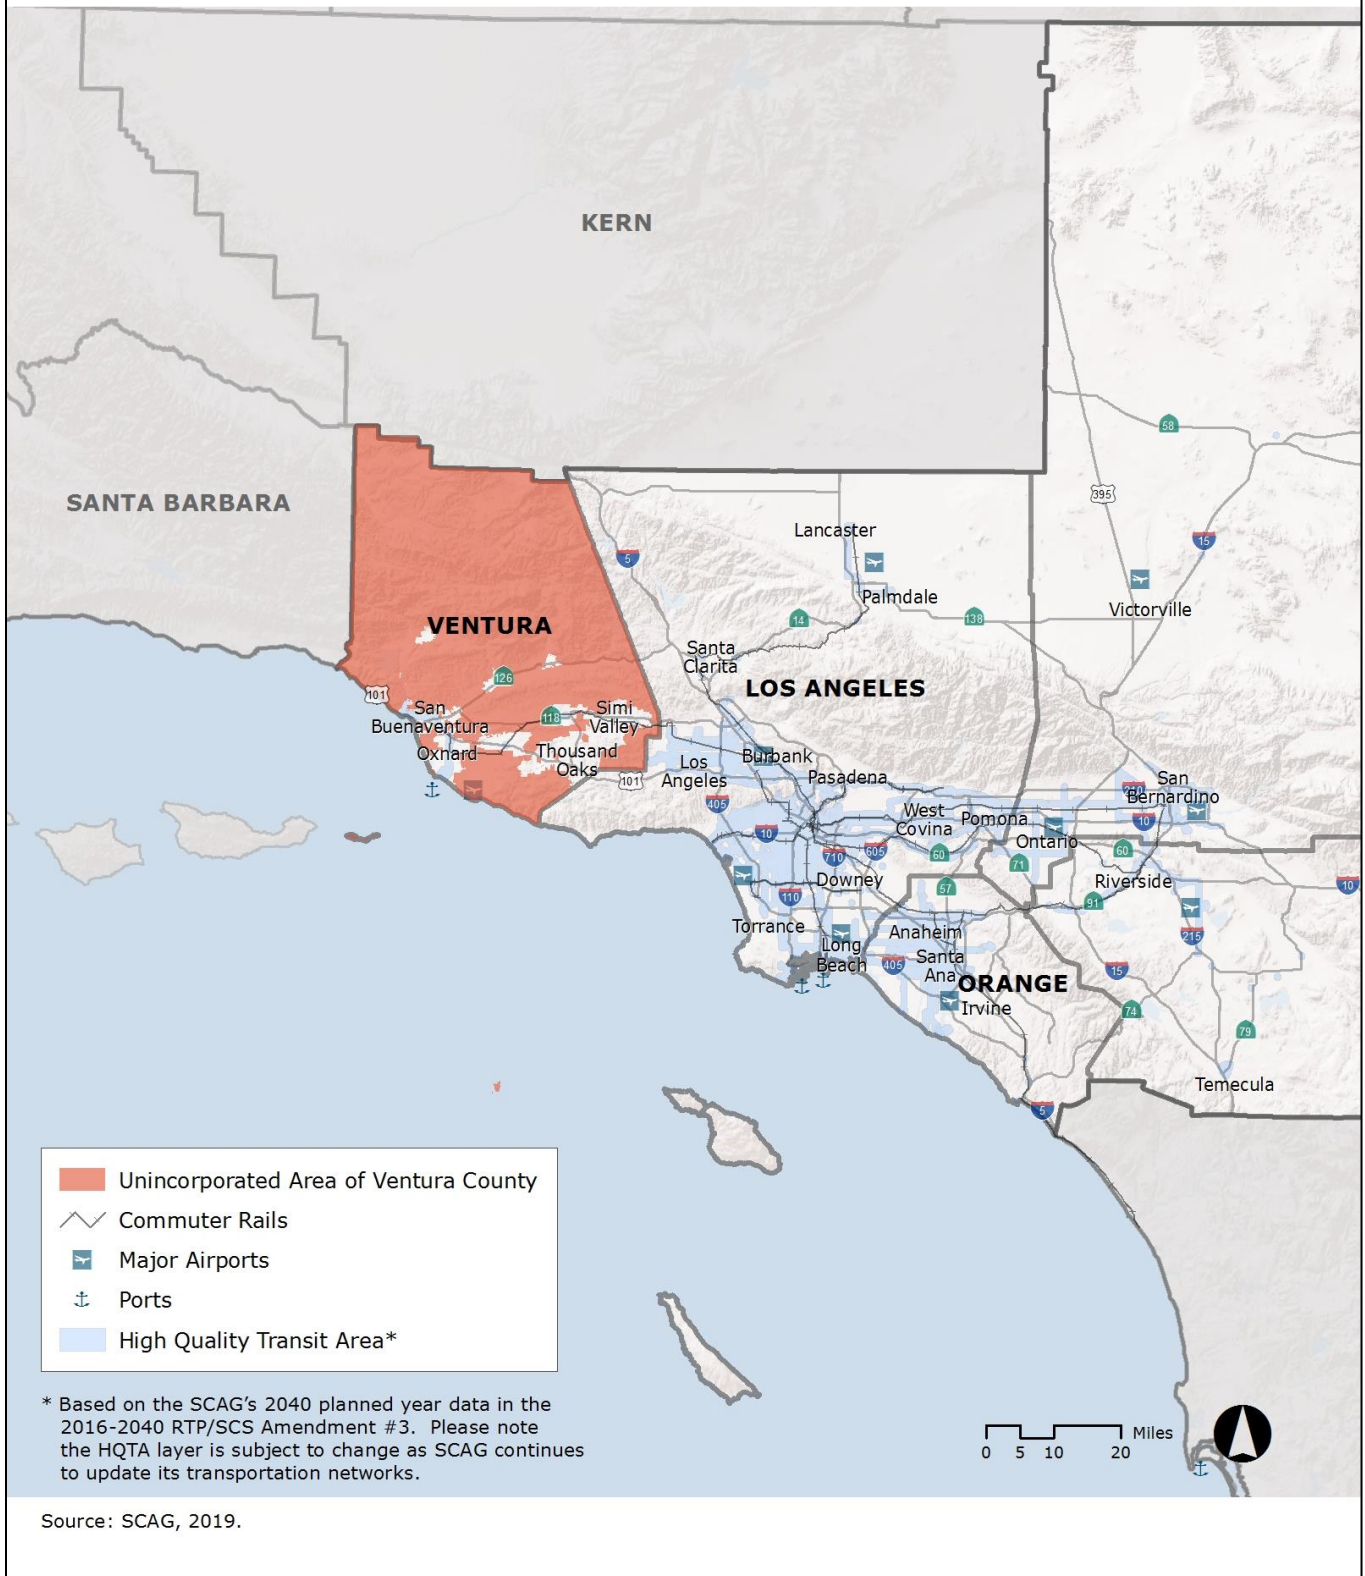 KERN
58
SANTA BARBARA
395
Lancaster
15
5
Palmdale
Victorville
14
138
VENTURA
Santa
Clarita
126
LOS ANGELES
101
San
Buenaventura
118
Simi
Valley
Oxnard
Thousand
Oaks
101
Los
Angeles
Burbank
Pasadena
San
Bernardino
210
405
West
Covina
Pomona
10
10
Ontario
710
605
60
71
60
Downey
57
Riverside
10
110
91
Torrance
Anaheim
215
Long
Beach
405
Santa
Ana
15
ORANGE
Irvine
74
79
Temecula
5
Unincorporated Area of Ventura County
Commuter Rails
Major Airports
Ports
High Quality Transit Area*
* Based on the SCAG’s 2040 planned year data in the
2016-2040 RTP/SCS Amendment #3.  Please note
the HQTA layer is subject to change as SCAG continues
to update its transportation networks.
Miles
0 5 10 20
Source: SCAG, 2019.